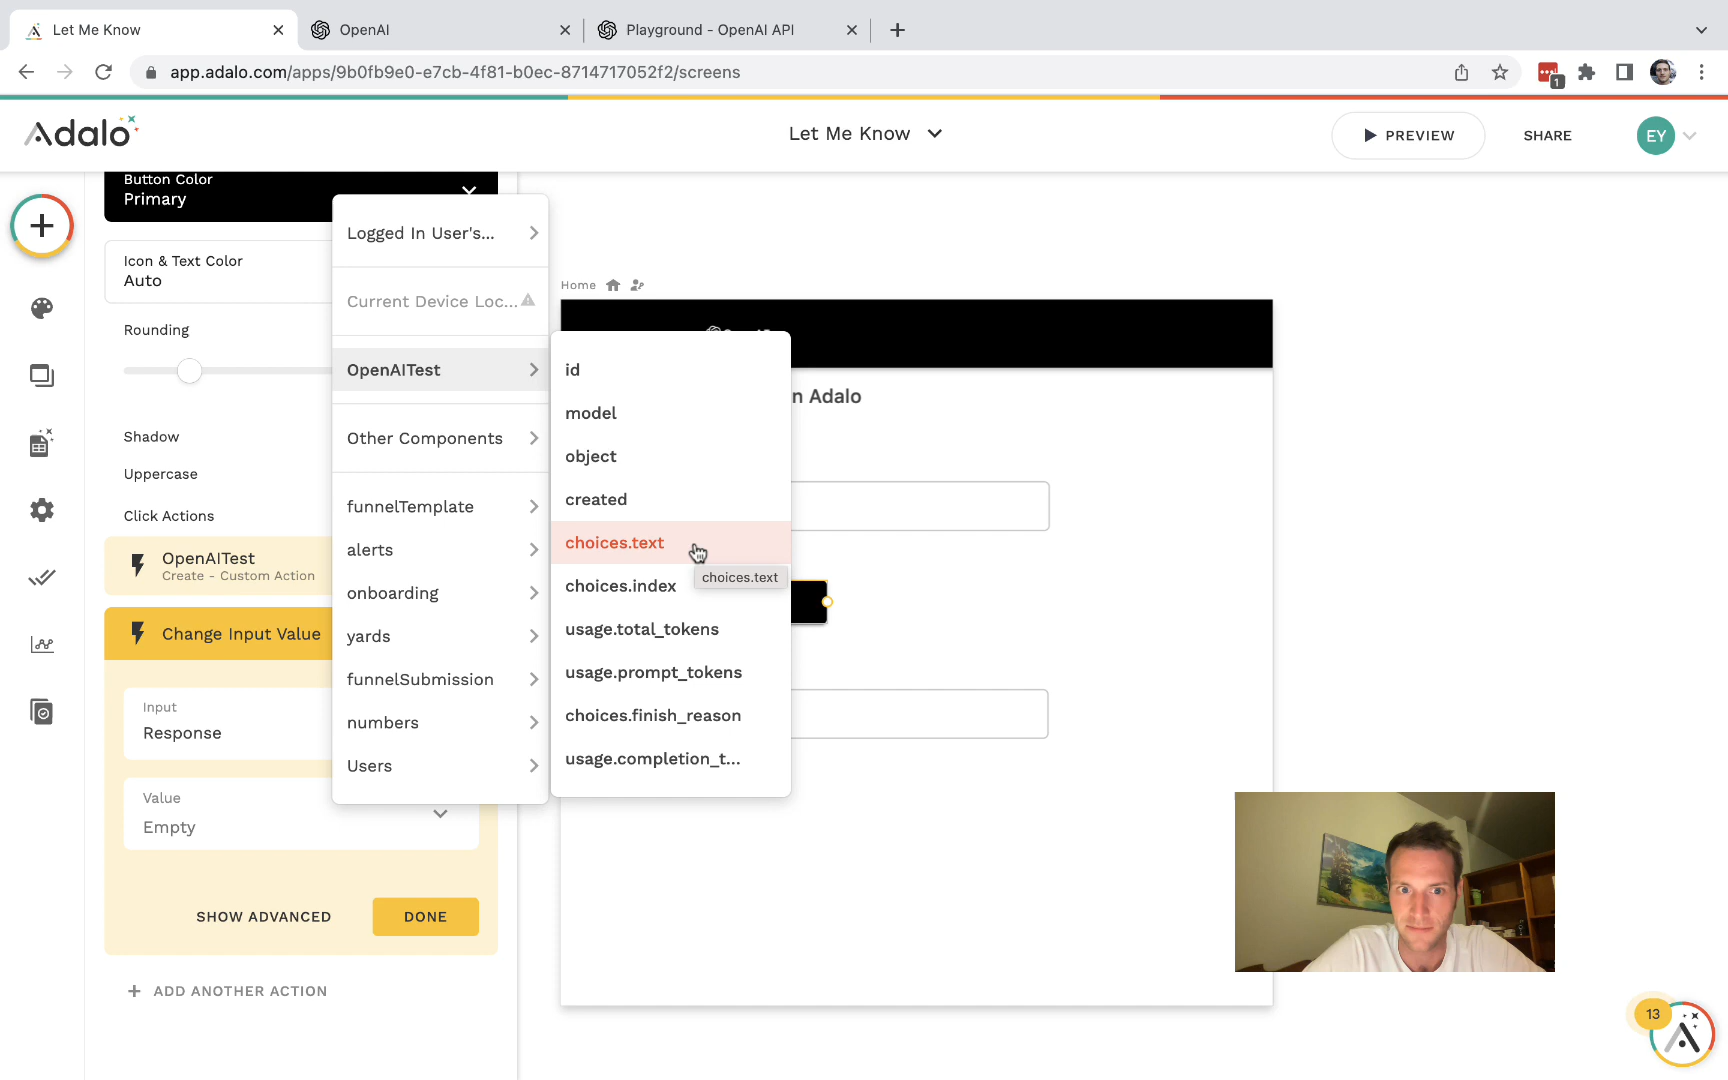 Let Me Know
OpenAI
Playground - OpenAI API
app.adalo.com/apps/9b0fb9e0-e7cb-4f81-b0ec-8714717052f2/screens
1
Adalo
Let Me Know
PREVIEW
SHARE
EY
Button Color
Primary
Icon & Text Color
Auto
Rounding
Shadow
Uppercase
Click Actions
OpenAITest
Create - Custom Action
Change Input Value
Input
Response
Value
Empty
SHOW ADVANCED
DONE
ADD ANOTHER ACTION
Logged In User's...
Current Device Loc...
OpenAITest
Other Components
funnelTemplate
alerts
onboarding
yards
funnelSubmission
numbers
Users
id
model
object
created
choices.text
choices.text
choices.index
usage.total_tokens
usage.prompt_tokens
choices.finish_reason
usage.completion_t...
Home
n Adalo
13